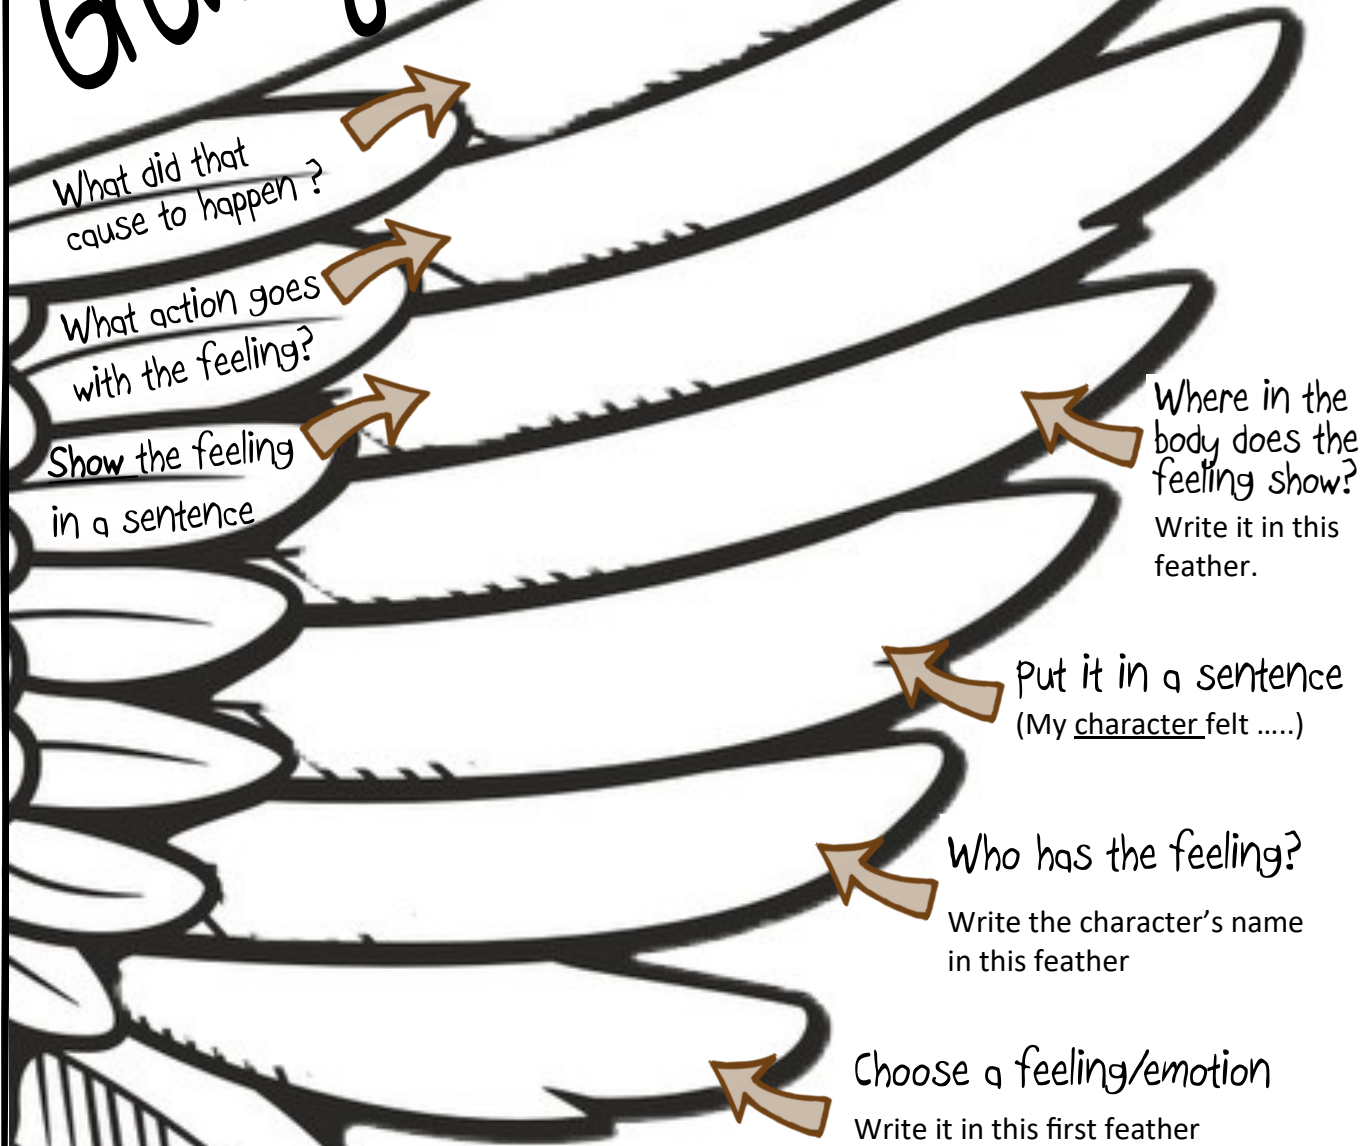 What did that
cause to happen ?
What action goes
with the feeling?
Show the feeling
in a sentence
Where in the
body does the
feeling show?
Write it in this
feather.
Put it in a sentence
(My character felt …..)
Who has the feeling?
Write the character’s name
in this feather
Choose a feeling/emotion
Write it in this first feather